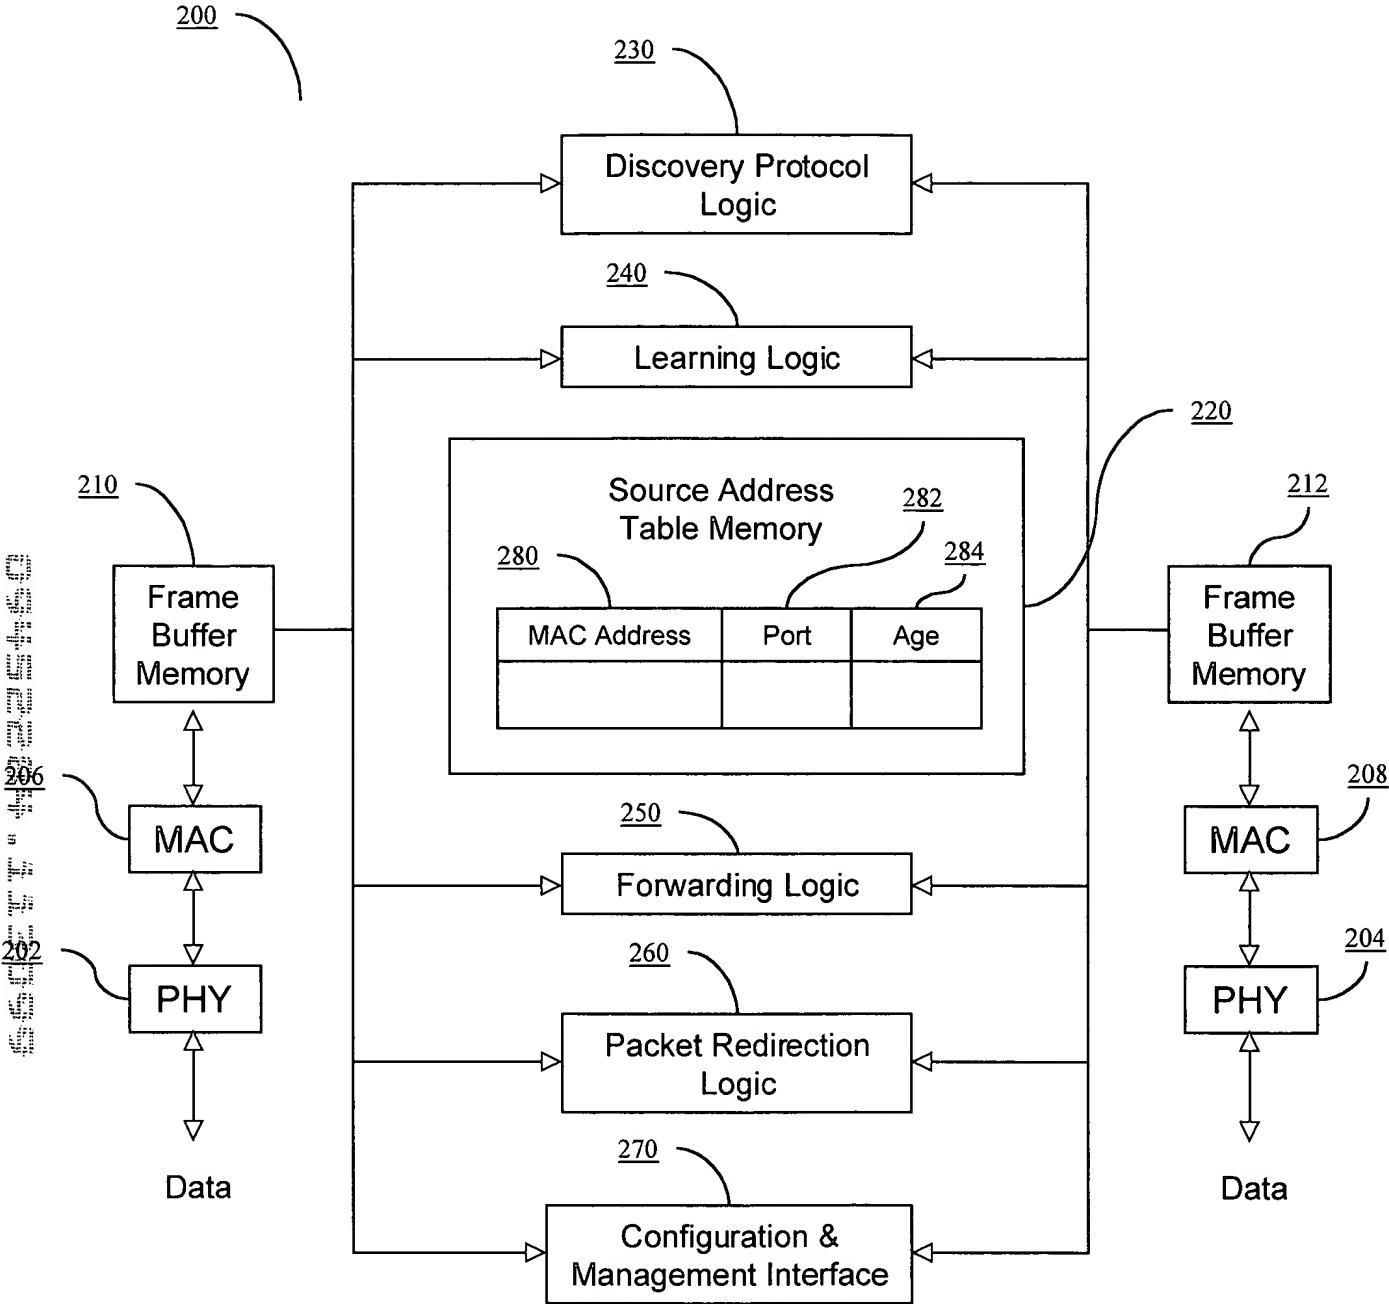 200
230
Discovery Protocol
Logic
240
Learning Logic
220
210
Source Address
Table Memory
282
212
280
284
Frame
Buffer
Memory
MAC Address Port Age
Frame
Buffer
Memory
206
MAC
208
MAC
250
Forwarding Logic
202
PHY
204
PHY
260
Packet Redirection
Logic
Data
Data
270
Configuration &
Management Interface